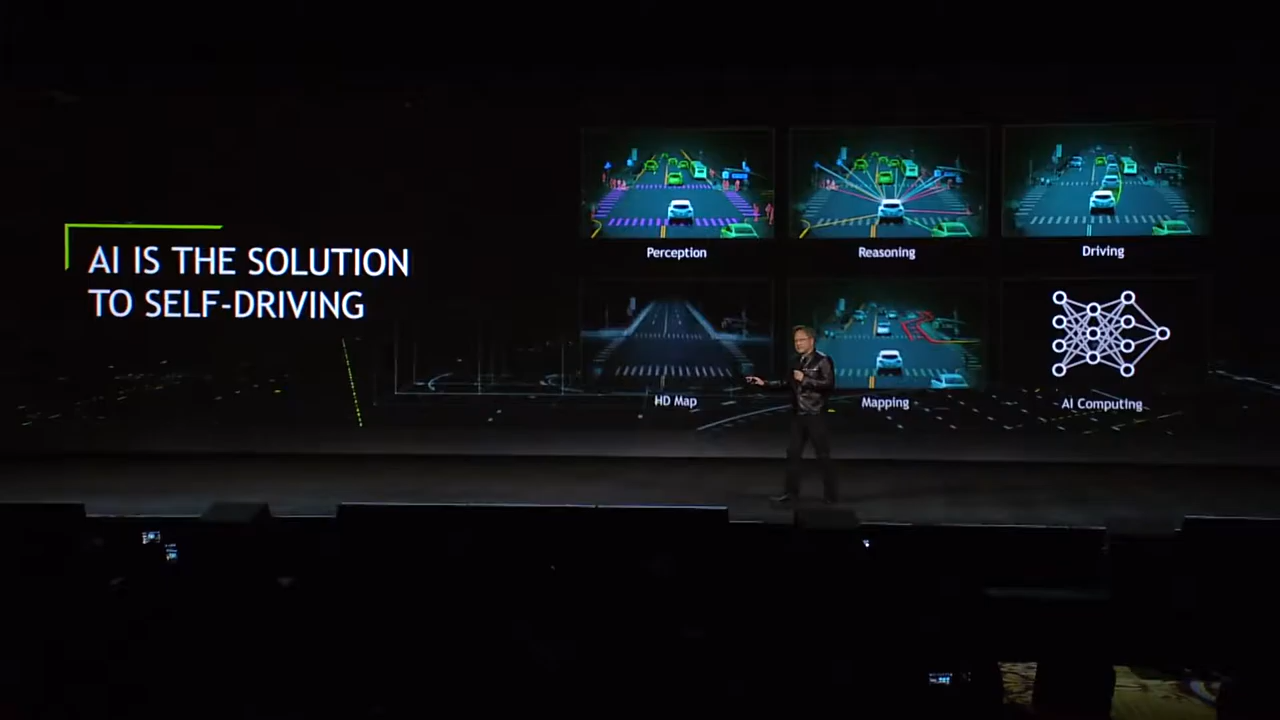 AI IS THE SOLUTION
TO SELF-DRIVING
Perception
Reasoning
Driving
HD Map
Mapping
AI Computing